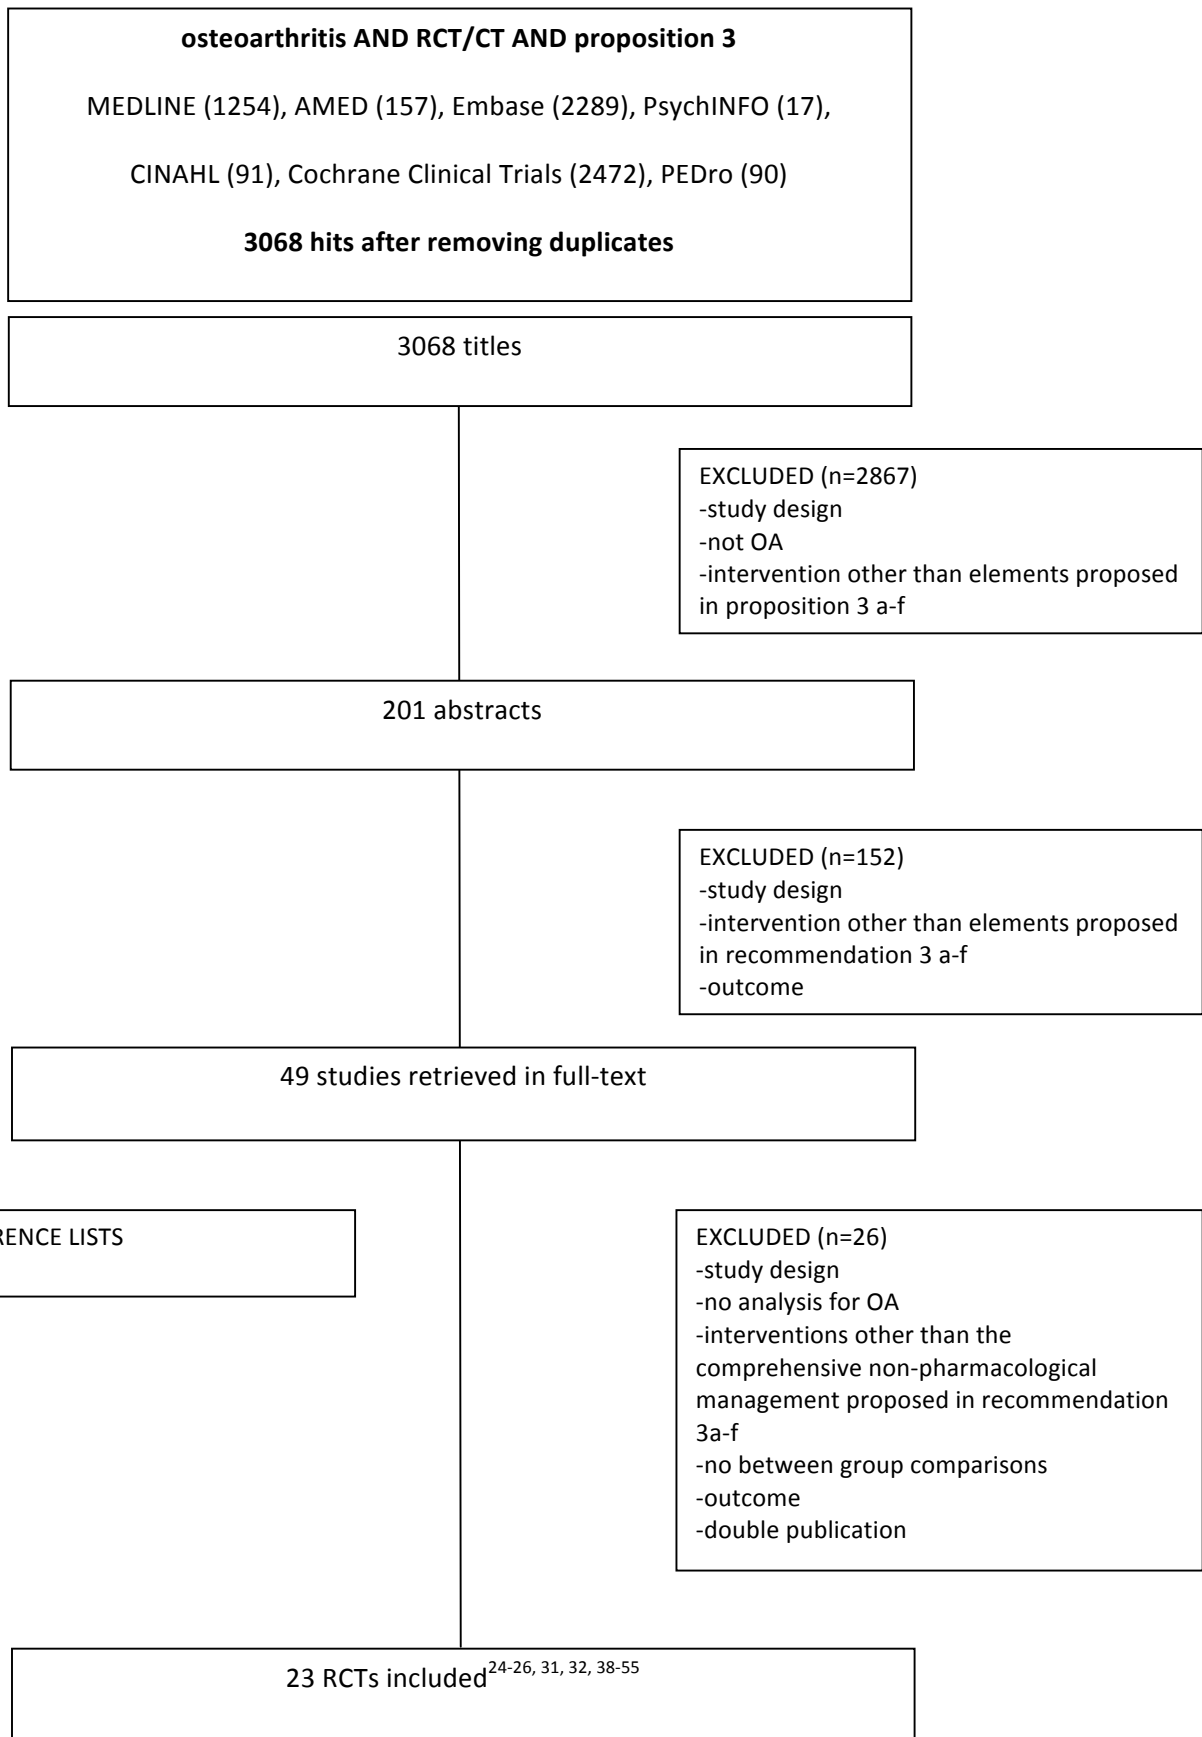 osteoarthritis AND RCT/CT AND proposition 3
MEDLINE (1254), AMED (157), Embase (2289), PsychINFO (17),
CINAHL (91), Cochrane Clinical Trials (2472), PEDro (90)
3068 hits after removing duplicates
3068 titles
EXCLUDED (n=2867)
-study design
-not OA
-intervention other than elements proposed
in proposition 3 a-f
201 abstracts
EXCLUDED (n=152)
-study design
-intervention other than elements proposed
in recommendation 3 a-f
-outcome
49 studies retrieved in full-text
RENCE LISTS
EXCLUDED (n=26)
-study design
-no analysis for OA
-interventions other than the
comprehensive non-pharmacological
management proposed in recommendation
3a-f
-no between group comparisons
-outcome
-double publication
23 RCTs included24-26, 31, 32, 38-55